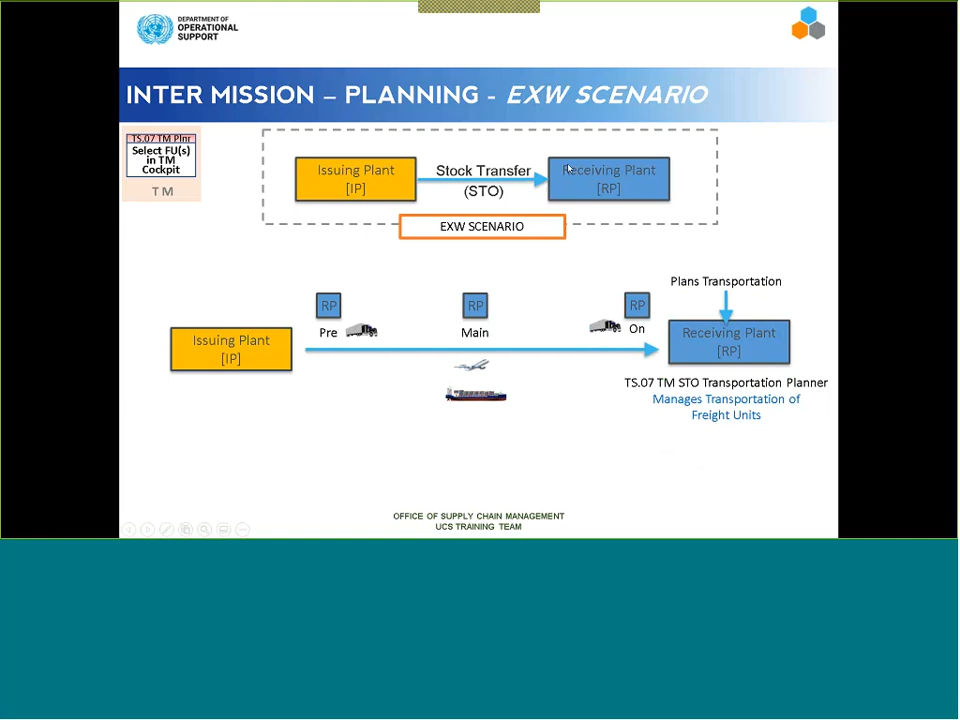 DEPARTMENT OF
OPERATIONAL
SUPPORT
INTER MISSION – PLANNING - EXW SCENARIO
TS.07 TM Plnr
Select FU(s)
in TM
Cockpit
TM
Issuing Plant
[IP]
Stock Transfer
(STO)
Receiving Plant
[RP]
EXW SCENARIO
Plans Transportation
RP
RP
RP
Pre
Main
On
Issuing Plant
[IP]
Receiving Plant
[RP]
TS.07 TM STO Transportation Planner
Manages Transportation of
Freight Units
OFFICE OF SUPPLY CHAIN MANAGEMENT
UCS TRAINING TEAM